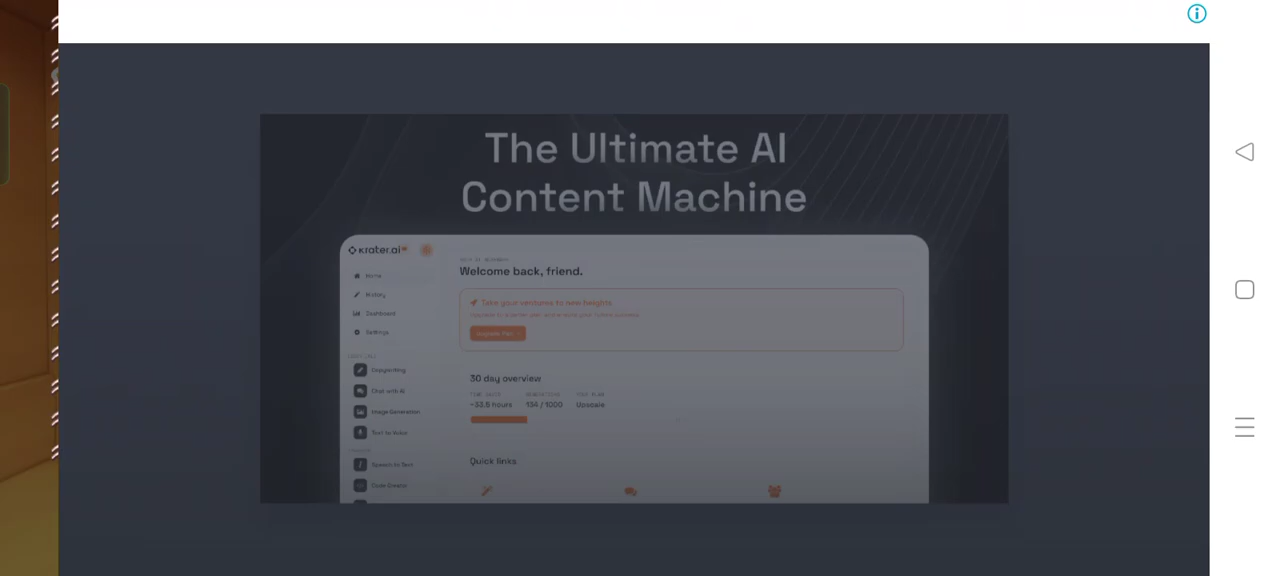 The Ultimate AI
Content Machine
krater.ai
Welcome back, friend.
Home
History
Dashboard
Settings
Take your ventures to new heights
Upgrade Plan
Copywriting
Chat with AI
Image Generation
Text to Voice
Speech to Text
Code Creator
30 day overview
~33.5 hours
134 / 1000
Upscale
Quick links